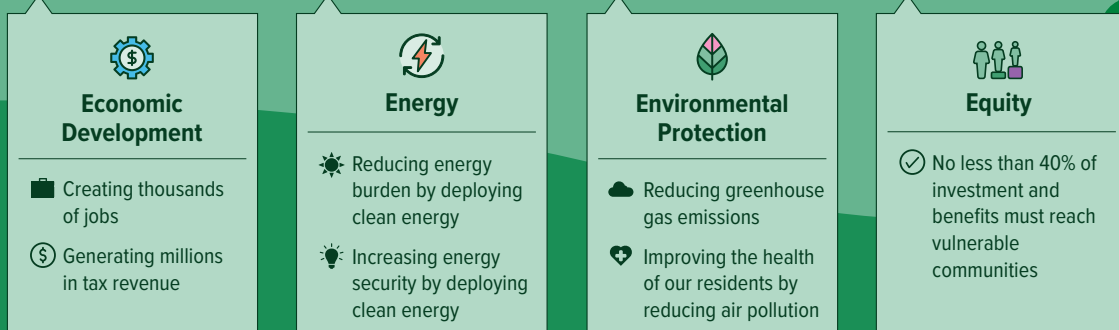 Economic
Development
Creating thousands
of jobs
$ Generating millions
in tax revenue
Energy
Reducing energy
burden by deploying
clean energy
Increasing energy
security by deploying
clean energy
Environmental
Protection
Reducing greenhouse
gas emissions
Improving the health
of our residents by
reducing air pollution
Equity
No less than 40% of
investment and
benefits must reach
vulnerable
communities